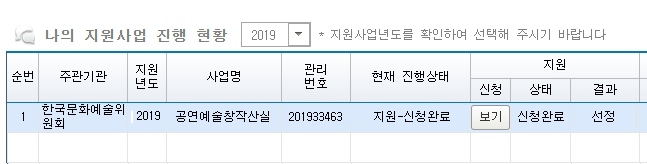 나의 지원사업 진행 현황 2019 * 지원사업년도를 확인하여 선택해 주시기 바랍니다
순번 주관기관 지원 년도 사업명 관리 번호 현재 진행상태 지원
신청 상태 결과
1 한국문화예술위원회 2019 공연예술창작산실 201933463 지원-신청완료 보기 신청완료 선정